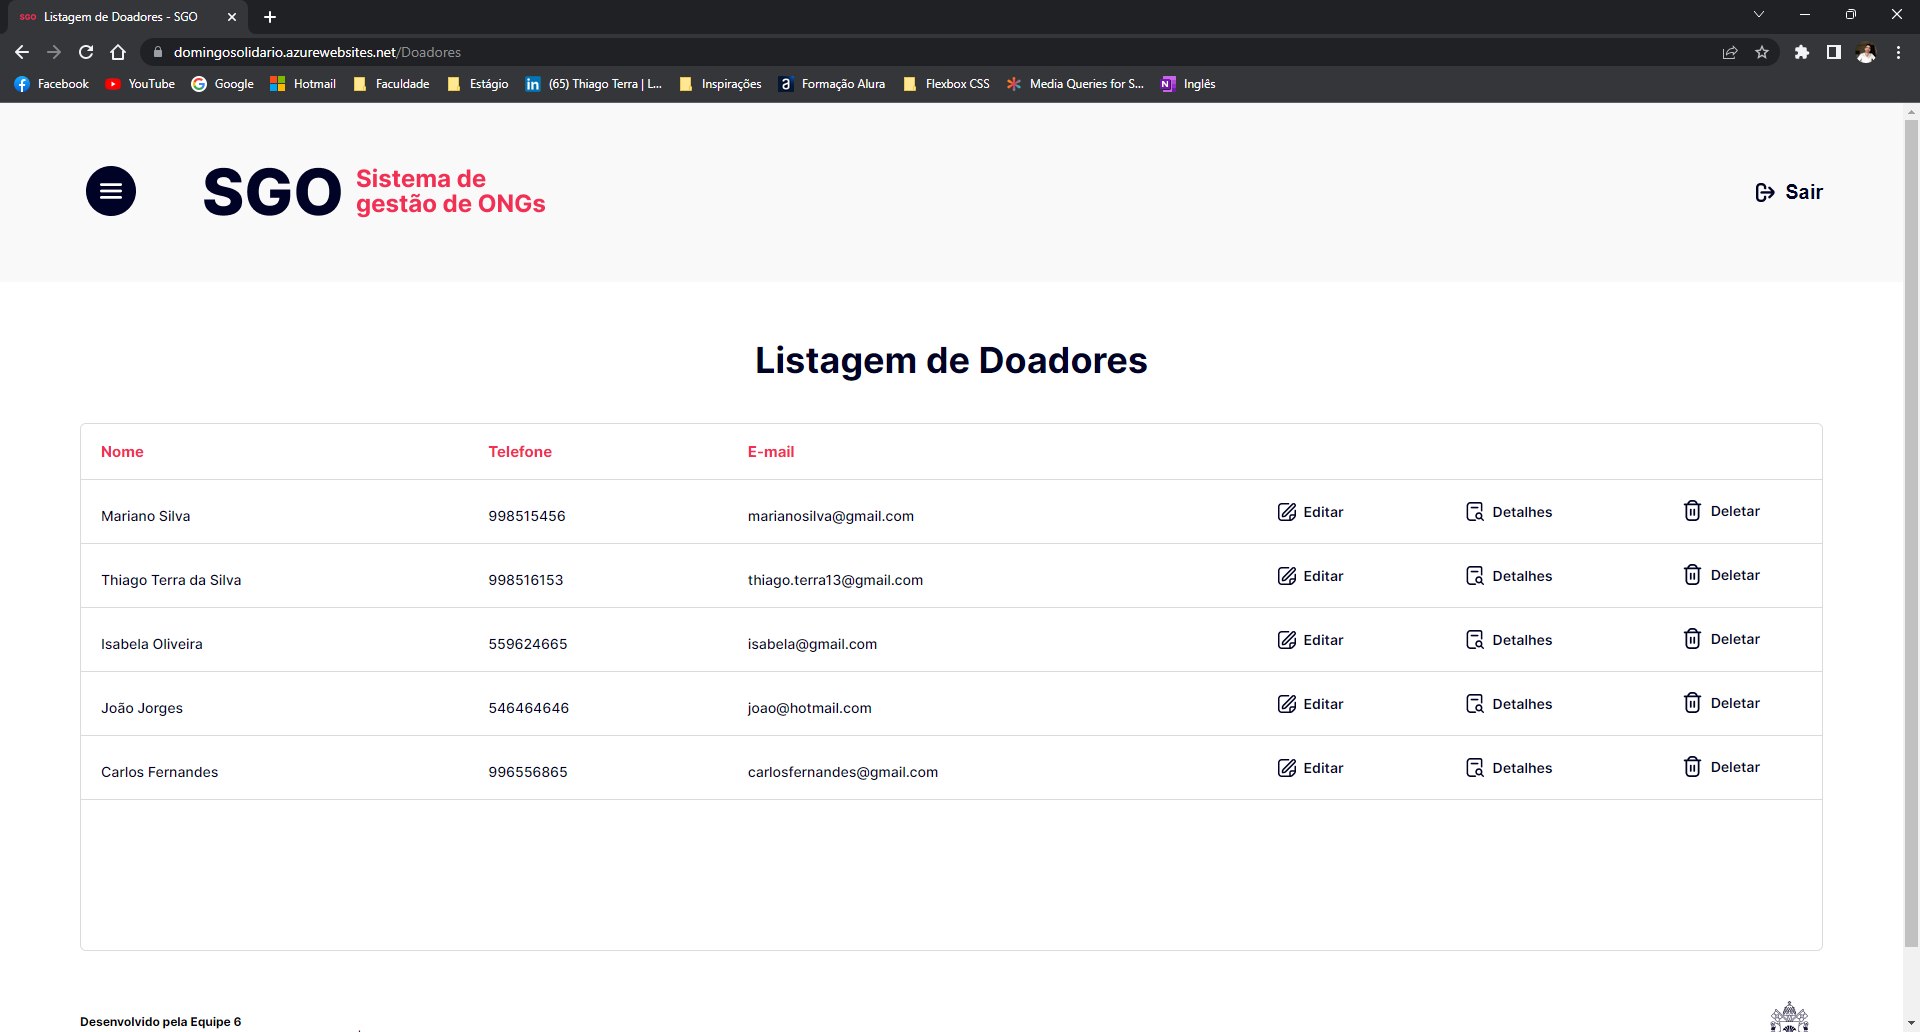 SGO Listagem de Doadores - SGO
domingosolidario.azurewebsites.net/Doadores
Facebook YouTube Google Hotmail Faculdade Estágio in (65) Thiago Terra | L... Inspirações a Formação Alura Flexbox CSS Media Queries for S... N Inglês
SGO Sistema de
gestão de ONGs
Sair
Listagem de Doadores
Nome Telefone E-mail
Mariano Silva 998515456 marianosilva@gmail.com Editar Detalhes Deletar
Thiago Terra da Silva 998516153 thiago.terra13@gmail.com Editar Detalhes Deletar
Isabela Oliveira 559624665 isabela@gmail.com Editar Detalhes Deletar
João Jorges 546464646 joao@hotmail.com Editar Detalhes Deletar
Carlos Fernandes 996556865 carlosfernandes@gmail.com Editar Detalhes Deletar
Desenvolvido pela Equipe 6